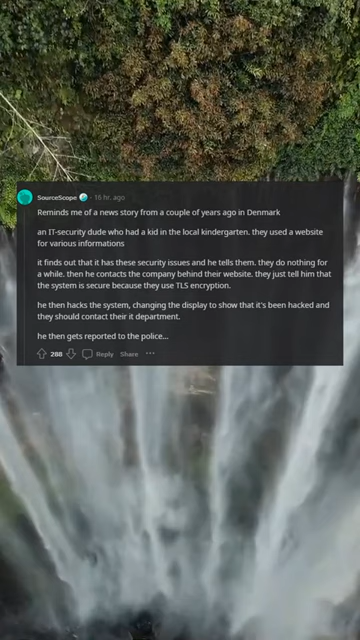 SourceScope · 16 hr. ago
Reminds me of a news story from a couple of years ago in Denmark
an IT-security dude who had a kid in the local kindergarten. they used a website
for various informations
it finds out that it has these security issues and he tells them. they do nothing for
a while. then he contacts the company behind their website. they just tell him that
the system is secure because they use TLS encryption.
he then hacks the system, changing the display to show that it's been hacked and
they should contact their it department.
he then gets reported to the police...
288 Reply Share ...